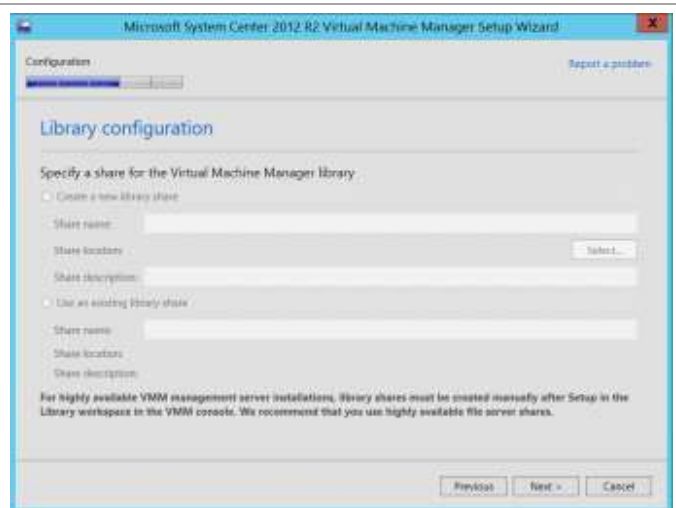 Microsoft System Center 2012 R2 Virtual Machine Manager Setup Wizard
x
Configuration
Report a problem
Library configuration
Specify a share for the Virtual Machine Manager library
Create a new library share
Share name:
Share location:
Select...
Share description:
Use an existing library share
Share name:
Share location:
Share description:
For highly available VMM management server installations, library shares must be created manually after Setup in the
Library workspace in the VMM console. We recommend that you use highly available file server shares.
Previous
Next >
Cancel